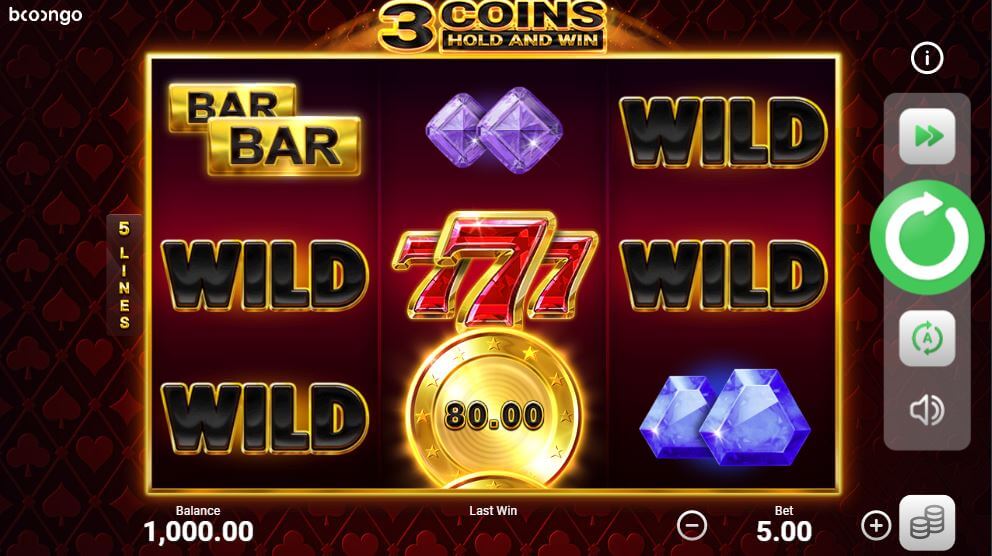 booongo
3 COINS
HOLD AND WIN
BAR
BAR
WILD
5 LINES
WILD
777
WILD
WILD
80.00
Balance
1,000.00
Last Win
Bet
5.00
A